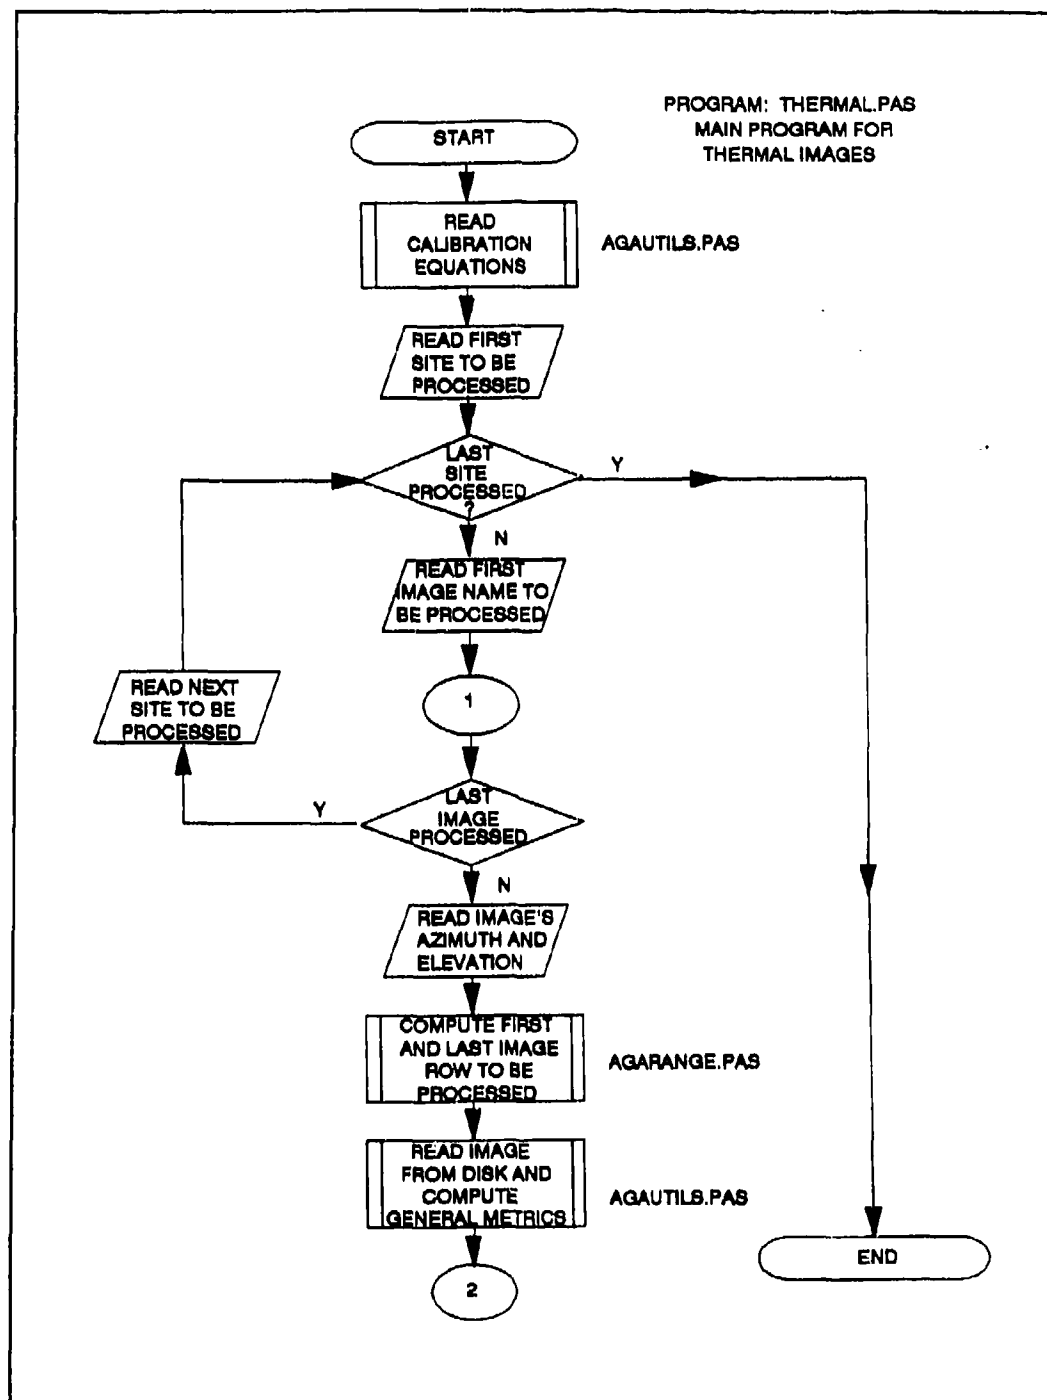 PROGRAM: THERMAL.PAS
MAIN PROGRAM FOR
THERMAL IMAGES
START
READ
CALIBRATION
EQUATIONS
AGAUTILS.PAS
READ FIRST
SITE TO BE
PROCESSED
LAST
SITE
PROCESSED
?
Y
N
READ FIRST
IMAGE NAME TO
BE PROCESSED
1
READ NEXT
SITE TO BE
PROCESSED
LAST
IMAGE
PROCESSED
Y
N
READ IMAGE'S
AZIMUTH AND
ELEVATION
COMPUTE FIRST
AND LAST IMAGE
ROW TO BE
PROCESSED
AGARANGE.PAS
READ IMAGE
FROM DISK AND
COMPUTE
GENERAL METRICS
AGAUTILS.PAS
END
2